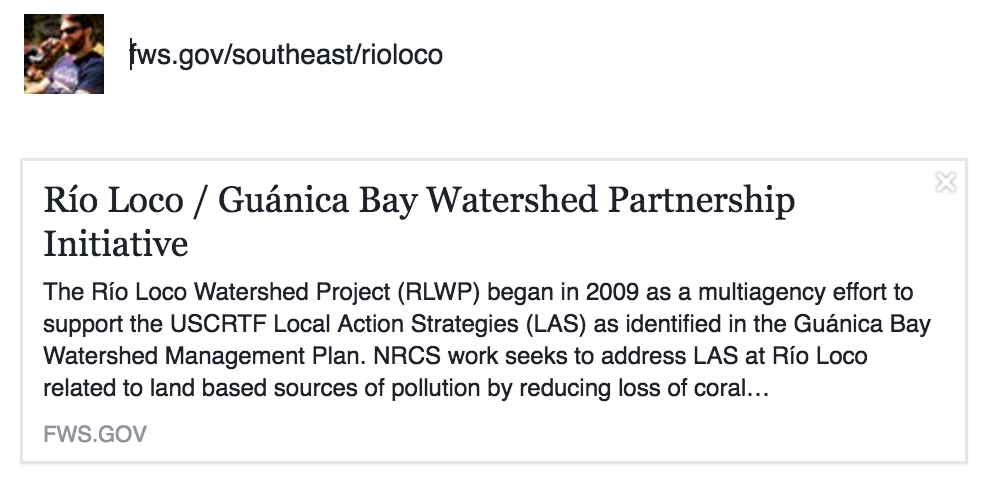 fws.gov/southeast/rioloco
Río Loco / Guánica Bay Watershed Partnership
Initiative
The Río Loco Watershed Project (RLWP) began in 2009 as a multiagency effort to
support the USCRTF Local Action Strategies (LAS) as identified in the Guánica Bay
Watershed Management Plan. NRCS work seeks to address LAS at Río Loco
related to land based sources of pollution by reducing loss of coral…
FWS.GOV